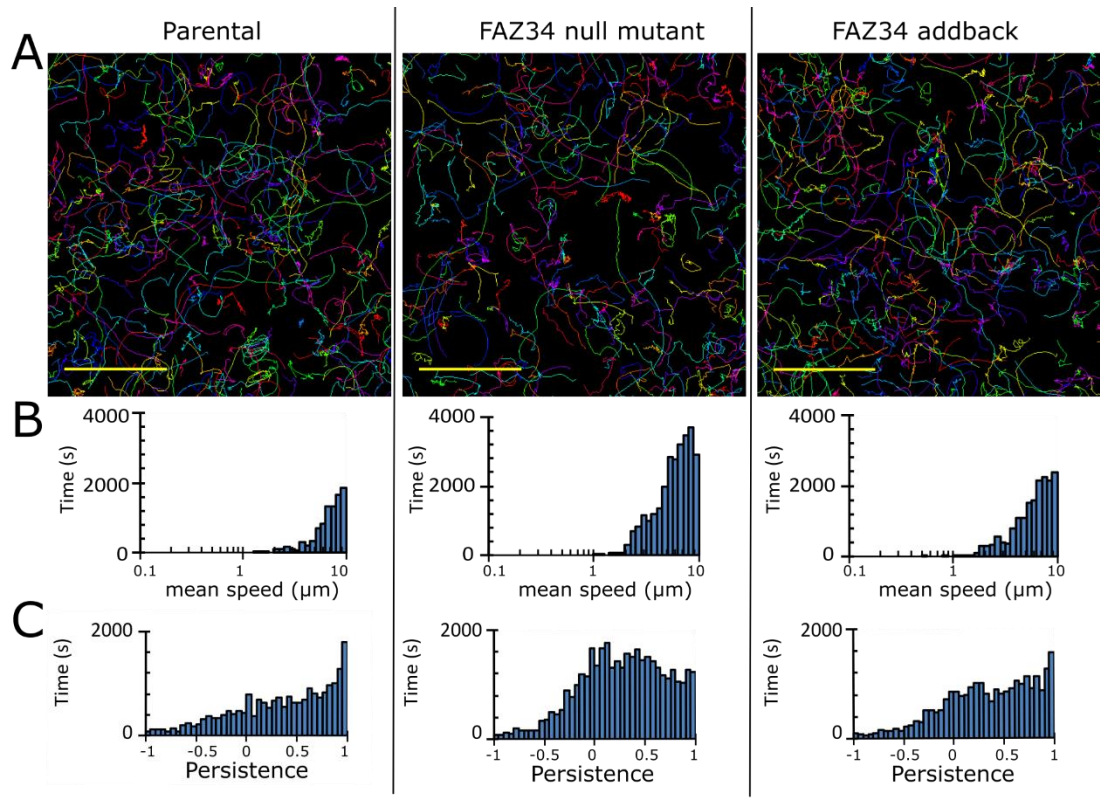 A
Parental
FAZ34 null mutant
FAZ34 addback
B
Time (s)
4000
2000
0
0.1
1
10
mean speed (µm)
Time (s)
4000
2000
0
0.1
1
10
mean speed (µm)
Time (s)
4000
2000
0
0.1
1
10
mean speed (µm)
C
Time (s)
2000
0
-1
-0.5
0
0.5
1
Persistence
Time (s)
2000
0
-1
-0.5
0
0.5
1
Persistence
Time (s)
2000
0
-1
-0.5
0
0.5
1
Persistence